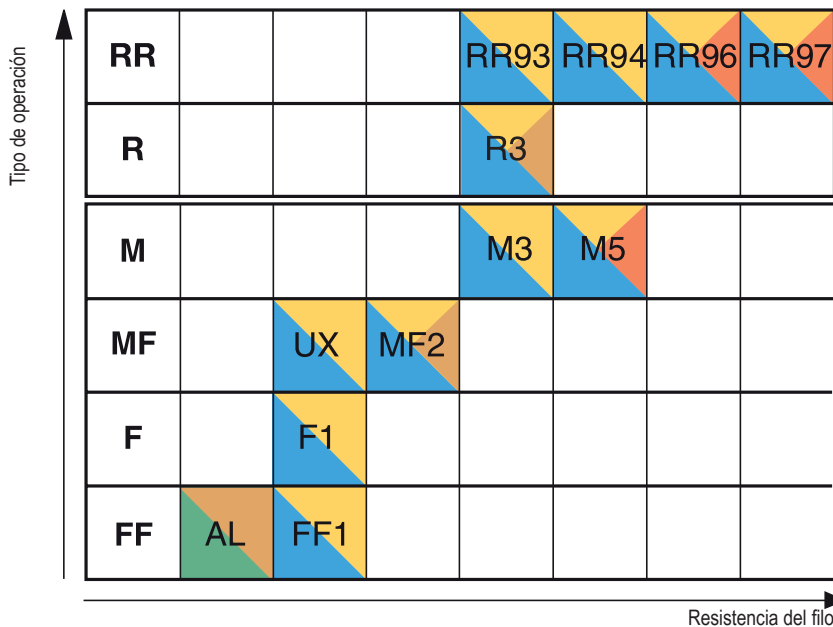 Tipo de operación
RR RR93 RR94 RR96 RR97
R R3
M M3 M5
MF UX MF2
F F1
FF AL FF1
Resistencia del filo